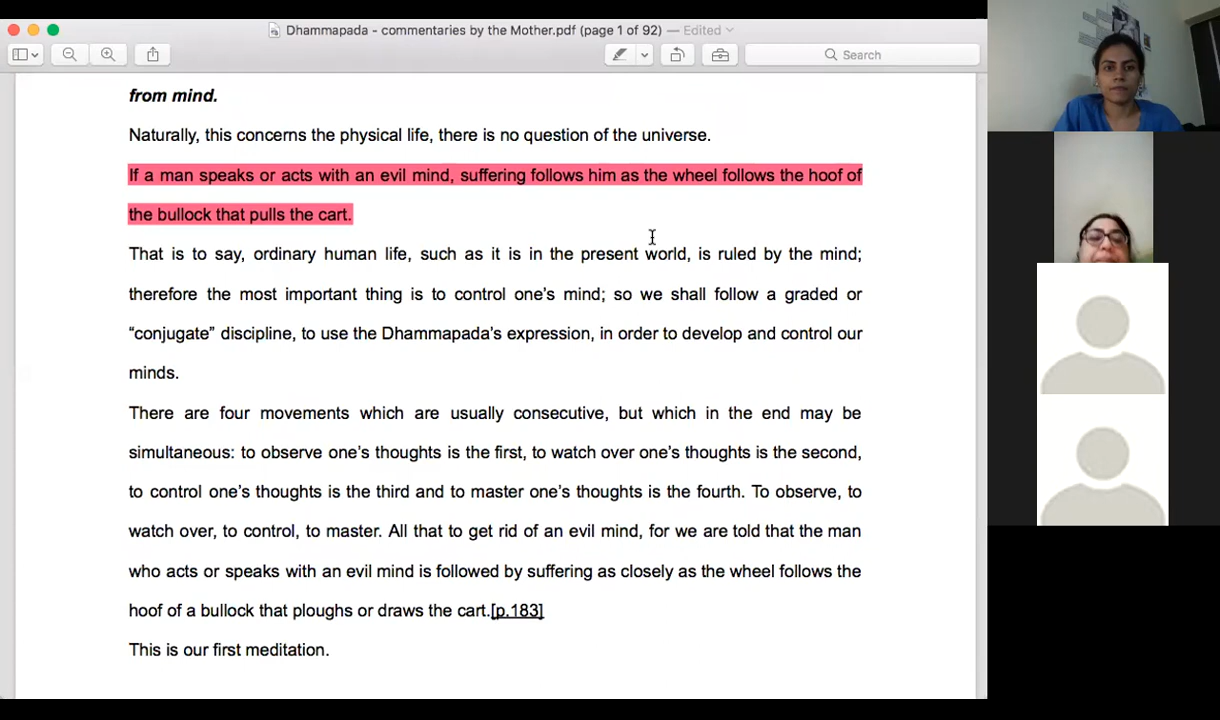 Dhammapada - commentaries by the Mother.pdf (page 1 of 92) — Edited
Search
from mind.
Naturally, this concerns the physical life, there is no question of the universe.
If a man speaks or acts with an evil mind, suffering follows him as the wheel follows the hoof of
the bullock that pulls the cart.
That is to say, ordinary human life, such as it is in the present world, is ruled by the mind;
therefore the most important thing is to control one's mind; so we shall follow a graded or
“conjugate” discipline, to use the Dhammapada's expression, in order to develop and control our
minds.
There are four movements which are usually consecutive, but which in the end may be
simultaneous: to observe one's thoughts is the first, to watch over one's thoughts is the second,
to control one's thoughts is the third and to master one's thoughts is the fourth. To observe, to
watch over, to control, to master. All that to get rid of an evil mind, for we are told that the man
who acts or speaks with an evil mind is followed by suffering as closely as the wheel follows the
hoof of a bullock that ploughs or draws the cart.[p.183]
This is our first meditation.